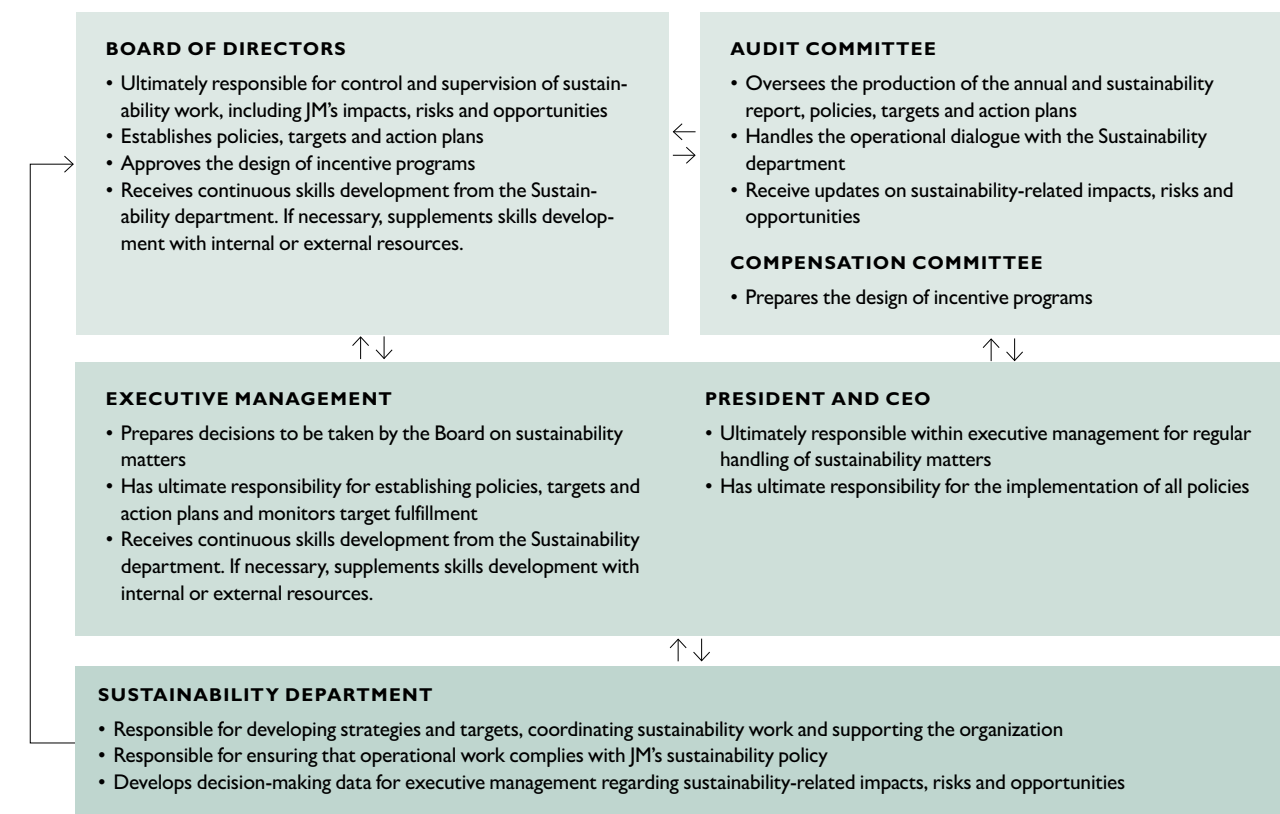 BOARD OF DIRECTORS
• Ultimately responsible for control and supervision of sustain-
ability work, including JM’s impacts, risks and opportunities
• Establishes policies, targets and action plans
• Approves the design of incentive programs
• Receives continuous skills development from the Sustain-
ability department. If necessary, supplements skills develop-
ment with internal or external resources.
AUDIT COMMITTEE
• Oversees the production of the annual and sustainability
report, policies, targets and action plans
• Handles the operational dialogue with the Sustainability
department
• Receive updates on sustainability-related impacts, risks and
opportunities
COMPENSATION COMMITTEE
• Prepares the design of incentive programs
EXECUTIVE MANAGEMENT
• Prepares decisions to be taken by the Board on sustainability
matters
• Has ultimate responsibility for establishing policies, targets and
action plans and monitors target fulfillment
• Receives continuous skills development from the Sustainability
department. If necessary, supplements skills development with
internal or external resources.
PRESIDENT AND CEO
• Ultimately responsible within executive management for regular
handling of sustainability matters
• Has ultimate responsibility for the implementation of all policies
SUSTAINABILITY DEPARTMENT
• Responsible for developing strategies and targets, coordinating sustainability work and supporting the organization
• Responsible for ensuring that operational work complies with JM’s sustainability policy
• Develops decision-making data for executive management regarding sustainability-related impacts, risks and opportunities